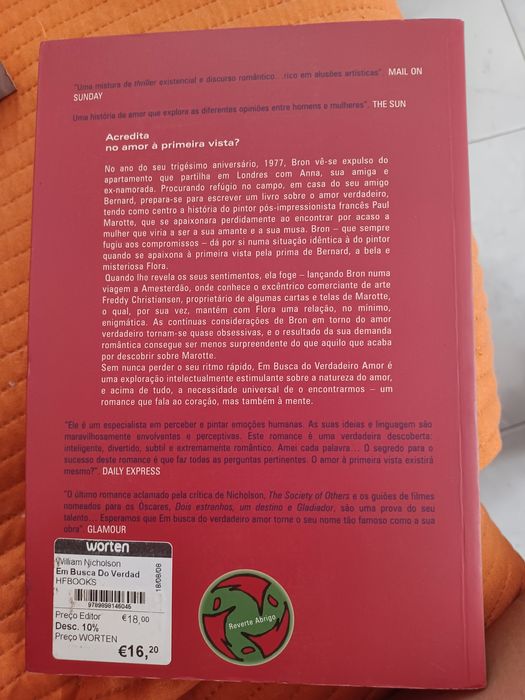 "Uma mistura de thriller existencial e discurso romântico...rico em alusões artísticas". MAIL ON
SUNDAY
Uma história de amor que explora as diferentes opiniões entre homens e mulheres". THE SUN
Acredita
no amor à primeira vista?
No ano do seu trigésimo aniversário, 1977, Bron vê-se expulso do
apartamento que partilha em Londres com Anna, sua amiga e
ex-namorada. Procurando refúgio no campo, em casa do seu amigo
Bernard, prepara-se para escrever um livro sobre o amor verdadeiro,
tendo como centro a história do pintor pós-impressionista francês Paul
Marotte, que se apaixonara perdidamente ao encontrar por acaso a
mulher que viria a ser a sua amante e a sua musa. Bron – que sempre
fugiu aos compromissos – dá por si numa situação idêntica à do pintor
quando se apaixona à primeira vista pela prima de Bernard, a bela e
misteriosa Flora.
Quando lhe revela os seus sentimentos, ela foge – lançando Bron numa
viagem a Amesterdão, onde conhece o excêntrico comerciante de arte
Freddy Christiansen, proprietário de algumas cartas e telas de Marotte,
o qual, por sua vez, mantém com Flora uma relação, no mínimo,
enigmática. As contínuas considerações de Bron em torno do amor
verdadeiro tornam-se quase obsessivas, e o resultado da sua demanda
romântica consegue ser menos surpreendente do que aquilo que acaba
por descobrir sobre Marotte.
Sem nunca perder o seu ritmo rápido, Em Busca do Verdadeiro Amor é
uma exploração intelectualmente estimulante sobre a natureza do amor,
e acima de tudo, a necessidade universal de o encontrarmos – um
romance que fala ao coração, mas também à mente.
"Ele é um especialista em perceber e pintar emoções humanas. As suas ideias e linguagem são
maravilhosamente envolventes e perceptivas. Este romance é uma verdadeira descoberta:
inteligente, divertido, subtil e extremamente romântico. Amei cada palavra... O segredo para o
sucesso deste romance é que faz todas as perguntas pertinentes. O amor à primeira vista existirá
mesmo?" DAILY EXPRESS
"O último romance aclamado pela crítica de Nicholson, The Society of Others e os guiões de filmes
nomeados para os Óscares, Dois estranhos, um destino e Gladiador, são uma prova do seu
talento... Esperamos que Em busca do verdadeiro amor torne o seu nome tão famoso como a sua
obra". GLAMOUR
worten
William Nicholson
Em Busca Do Verdad
HFBOOKS
18/08/08
9789898146045
Preço Editor €18,00
Desc. 10%
Preço WORTEN
€16,20
Reverte Abrigo